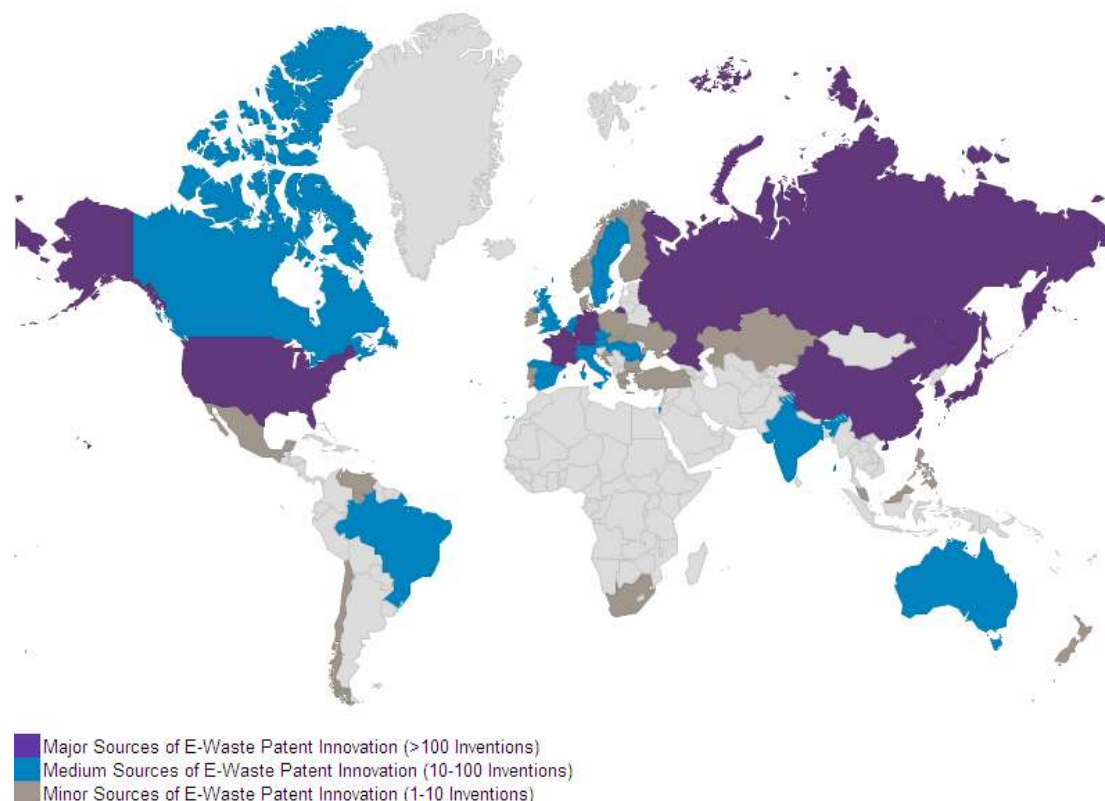 Major Sources of E-Waste Patent Innovation (>100 Inventions)
Medium Sources of E-Waste Patent Innovation (10-100 Inventions)
Minor Sources of E-Waste Patent Innovation (1-10 Inventions)